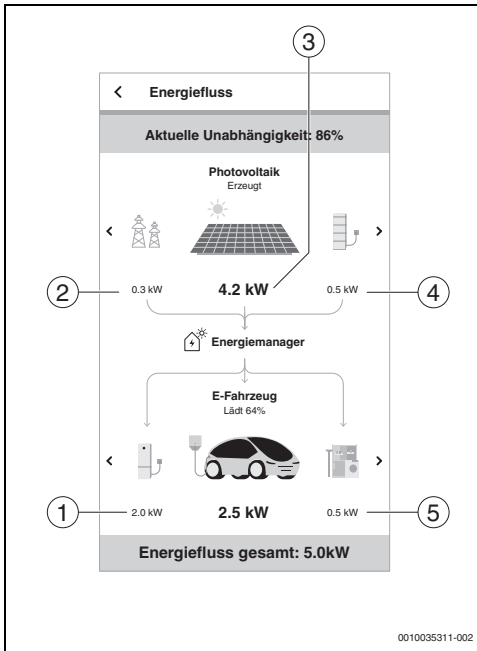 3
Energiefluss
Aktuelle Unabhängigkeit: 86%
Photovoltaik
Erzeugt
2
0.3 kW
4.2 kW
0.5 kW
4
Energiemanager
E-Fahrzeug
Lädt 64%
1
2.0 kW
2.5 kW
0.5 kW
5
Energiefluss gesamt: 5.0kW
0010035311-002